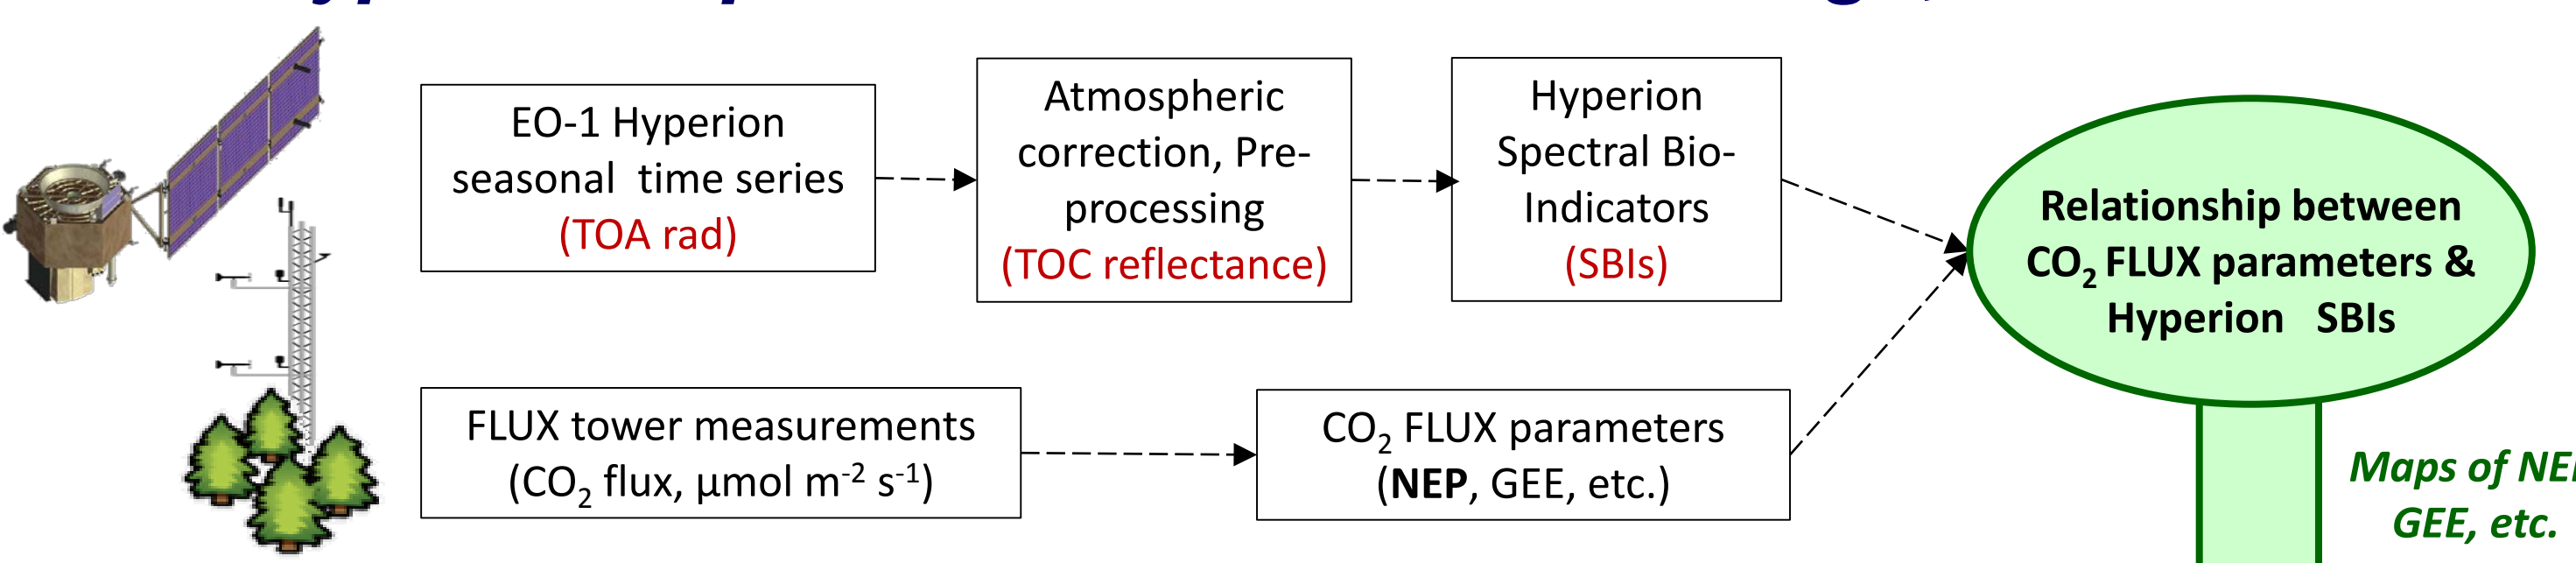 EO-1 Hyperion
seasonal time series
(TOA rad)
Atmospheric
correction, Pre-
processing
(TOC reflectance)
Hyperion
Spectral Bio-
Indicators
(SBIs)
Relationship between
CO₂ FLUX parameters &
Hyperion SBIs
FLUX tower measurements
(CO₂ flux, µmol m⁻² s⁻¹)
CO₂ FLUX parameters
(NEP, GEE, etc.)
Maps of
GEE, etc.